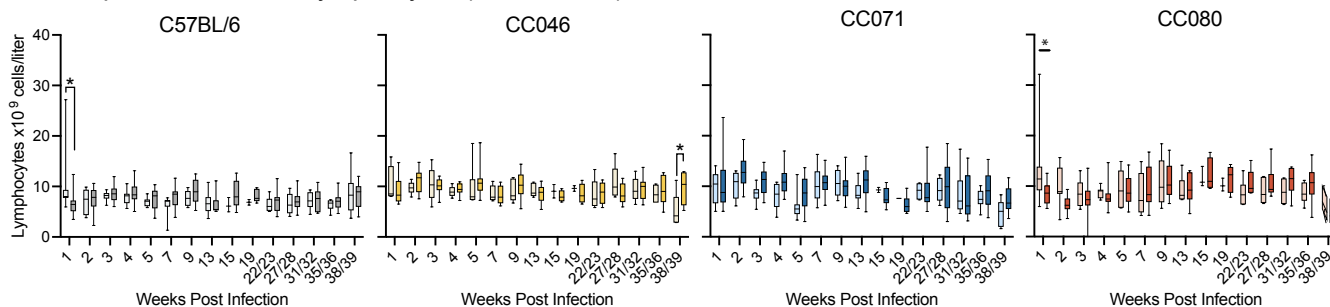 C57BL/6 CC046 CC071 CC080
Lymphocytes x10 9 cells/liter
40
30
20
10
0
* * *
1 2 3 4 5 7 9 13 15 19 22/23 27/28 31/32 35/36 38/39
1 2 3 4 5 7 9 13 15 19 22/23 27/28 31/32 35/36 38/39
1 2 3 4 5 7 9 13 15 19 22/23 27/28 31/32 35/36 38/39
1 2 3 4 5 7 9 13 15 19 22/23 27/28 31/32 35/36 38/39
Weeks Post Infection Weeks Post Infection Weeks Post Infection Weeks Post Infection